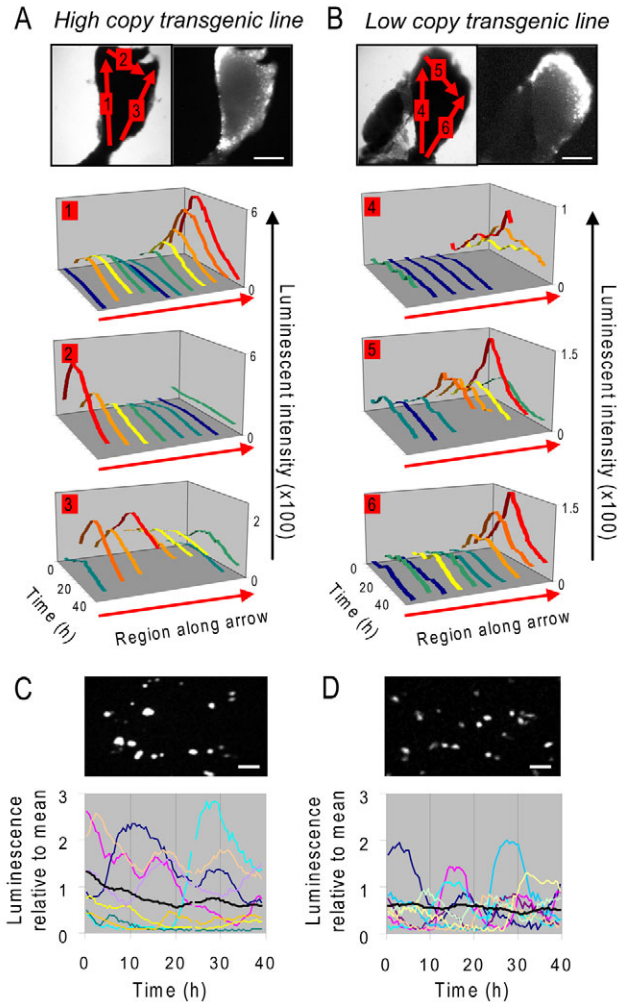 A
High copy transgenic line
B
Low copy transgenic line
2
1
3
5
4
6
1
6
0
2
6
0
3
2
0
0
20
40
Time (h)
Region along arrow
Luminescent intensity (x100)
4
1
0
5
1.5
0
6
1.5
0
0
20
40
Time (h)
Region along arrow
Luminescent intensity (x100)
C
Luminescence
relative to mean
3
2
1
0
0
10
20
30
40
Time (h)
D
Luminescence
relative to mean
3
2
1
0
0
10
20
30
40
Time (h)